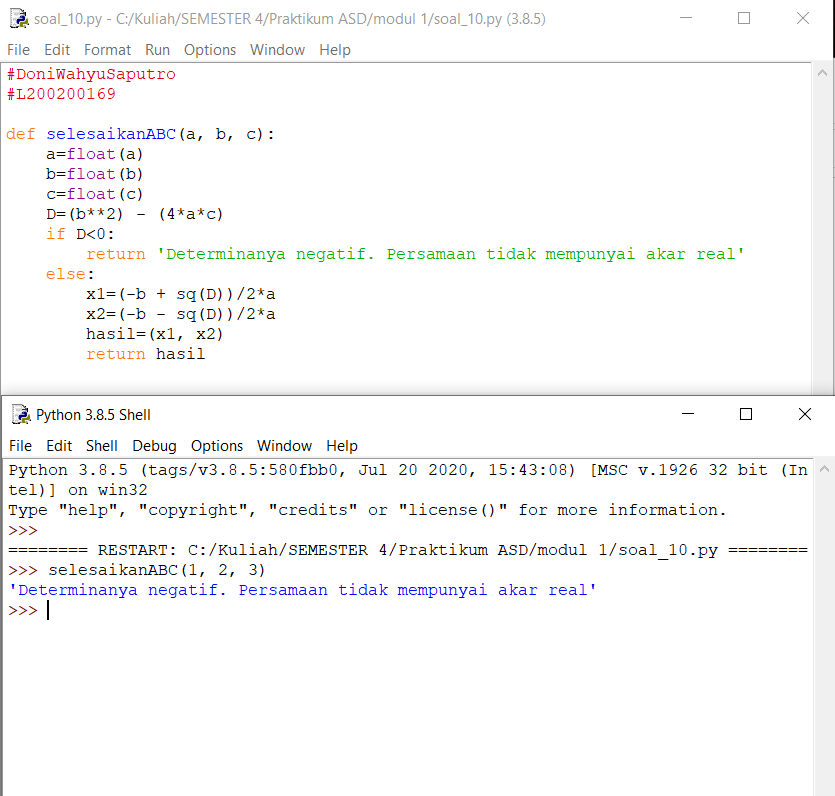 soal_10.py - C:/Kuliah/SEMESTER 4/Praktikum ASD/modul 1/soal_10.py (3.8.5)
File Edit Format Run Options Window Help
#DoniWahyuSaputro
#L200200169
def selesaikanABC(a, b, c):
    a=float(a)
    b=float(b)
    c=float(c)
    D=(b**2) - (4*a*c)
    if D<0:
        return 'Determinanya negatif. Persamaan tidak mempunyai akar real'
    else:
        x1=(-b + sq(D))/2*a
        x2=(-b - sq(D))/2*a
        hasil=(x1, x2)
        return hasil
Python 3.8.5 Shell
File Edit Shell Debug Options Window Help
Python 3.8.5 (tags/v3.8.5:580fbb0, Jul 20 2020, 15:43:08) [MSC v.1926 32 bit (In
tel)] on win32
Type "help", "copyright", "credits" or "license()" for more information.
>>>
======== RESTART: C:/Kuliah/SEMESTER 4/Praktikum ASD/modul 1/soal_10.py ========
>>> selesaikanABC(1, 2, 3)
'Determinanya negatif. Persamaan tidak mempunyai akar real'
>>>